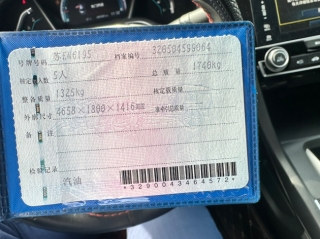 号牌号码 苏E46195 档案编号 320504599064
核定载人数 5人 总质量 1740kg
整备质量 1325kg 核定载质量
外廓尺寸 4658×1800×1416mm 准牵引总质量
备注
检验记录
汽油
*3290043464572*